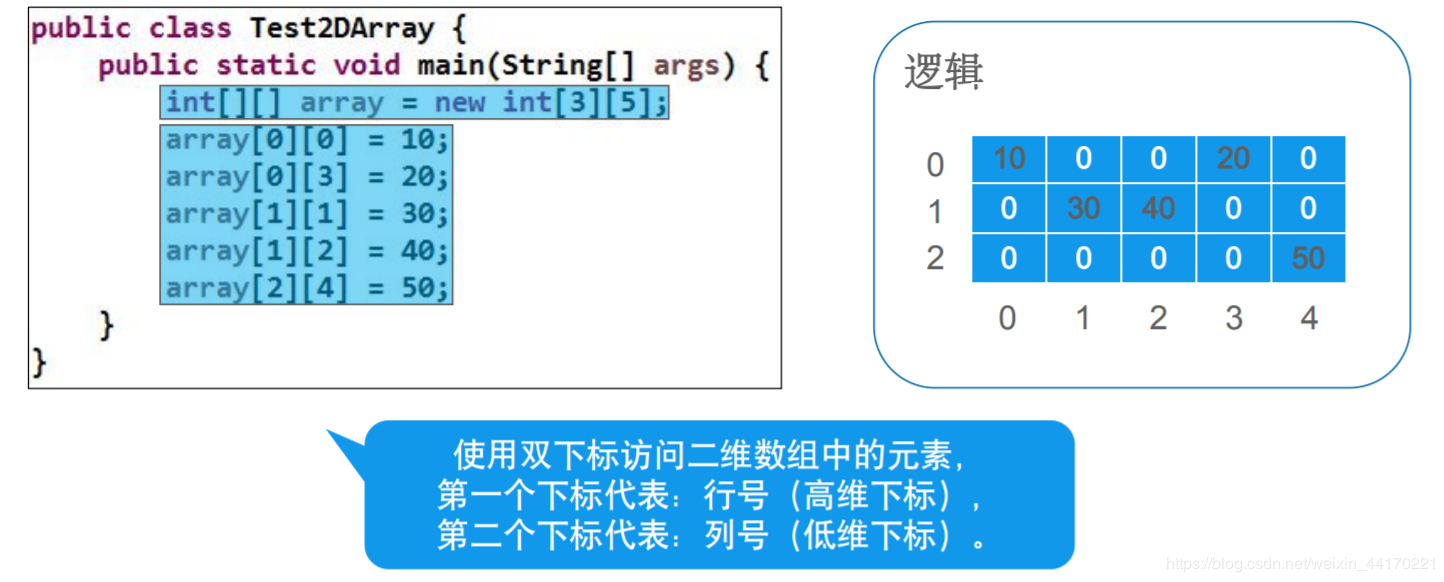 public class Test2DArray {
public static void main(String[] args) {
int[][] array = new int[3][5];
array[0][0] = 10;
array[0][3] = 20;
array[1][1] = 30;
array[1][2] = 40;
array[2][4] = 50;
}
}
逻辑
0 10 0 0 20 0
1 0 30 40 0 0
2 0 0 0 0 50
0 1 2 3 4
使用双下标访问二维数组中的元素，
第一个下标代表：行号（高维下标），
第二个下标代表：列号（低维下标）。
https://blog.csdn.net/weixin_44170221